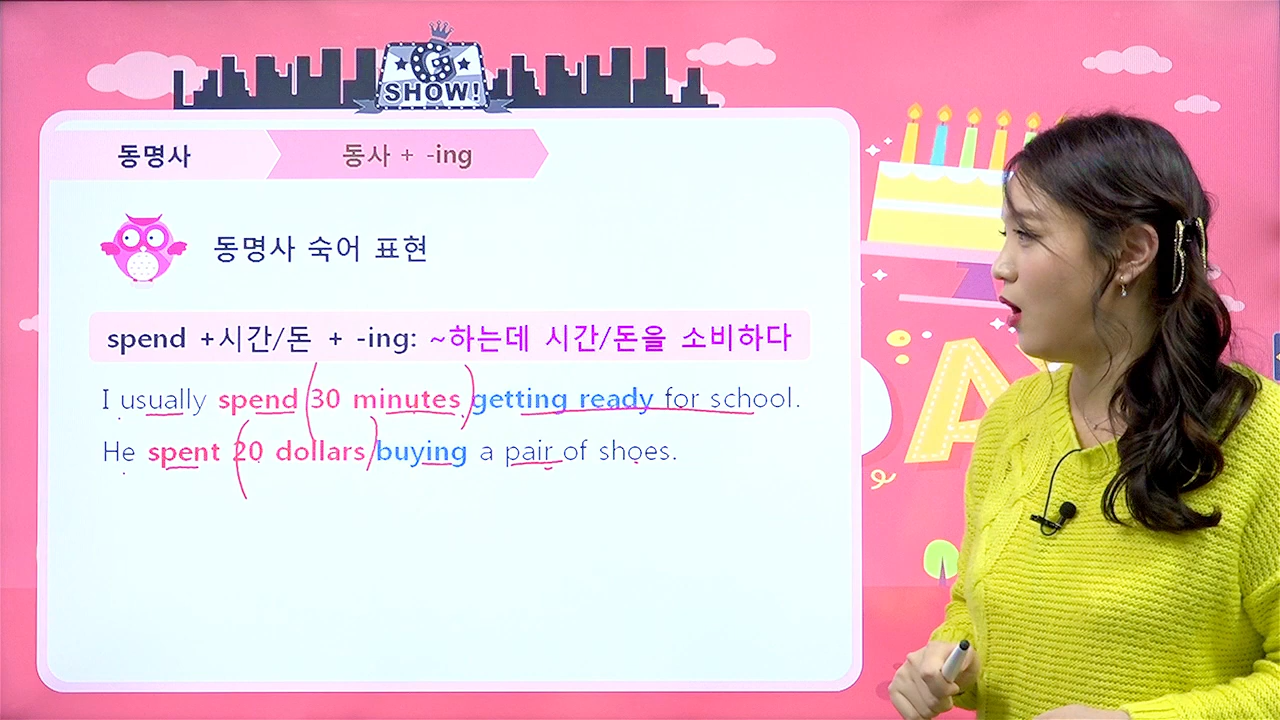 G
SHOW!
동명사
동사 + -ing
동명사 숙어 표현
spend +시간/돈 + -ing: ~하는데 시간/돈을 소비하다
I usually spend 30 minutes getting ready for school.
He spent 20 dollars buying a pair of shoes.